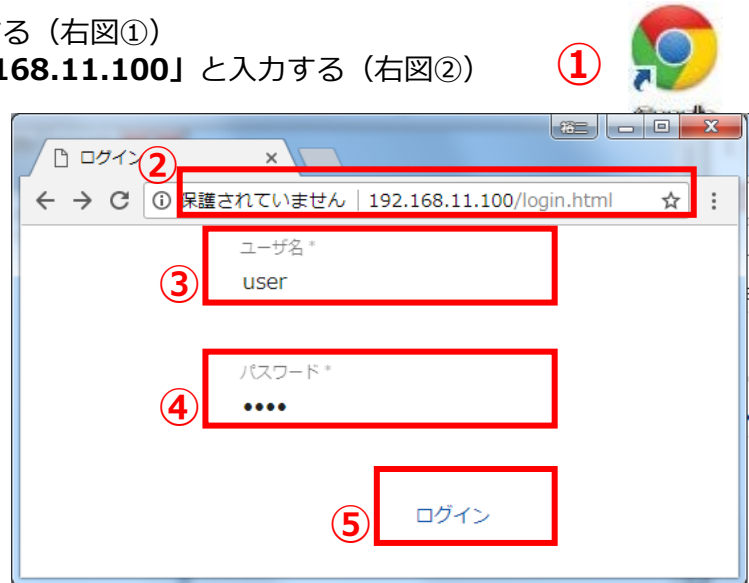 る（右図①）
168.11.100」と入力する（右図②）
①
裕三
ログイン
②
保護されていません | 192.168.11.100/login.html
ユーザ名 *
③
user
パスワード *
④
••••
⑤
ログイン